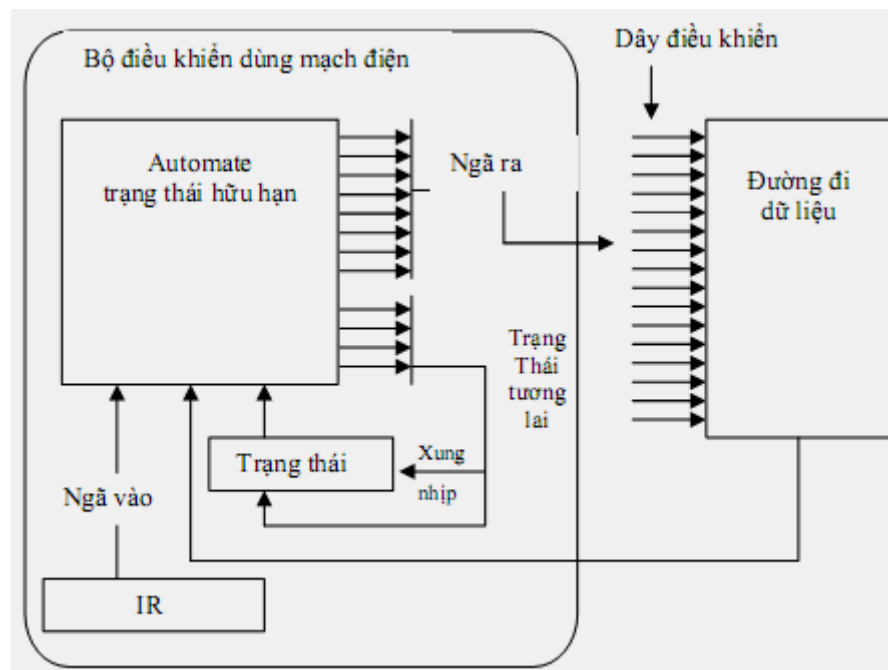 Bộ điều khiển dùng mạch điện
Dây điều khiển
Automate
trạng thái hữu hạn
Ngã ra
Đường đi
dữ liệu
Trạng
Thái
tương
lai
Trạng thái
Xung
nhịp
Ngã vào
IR